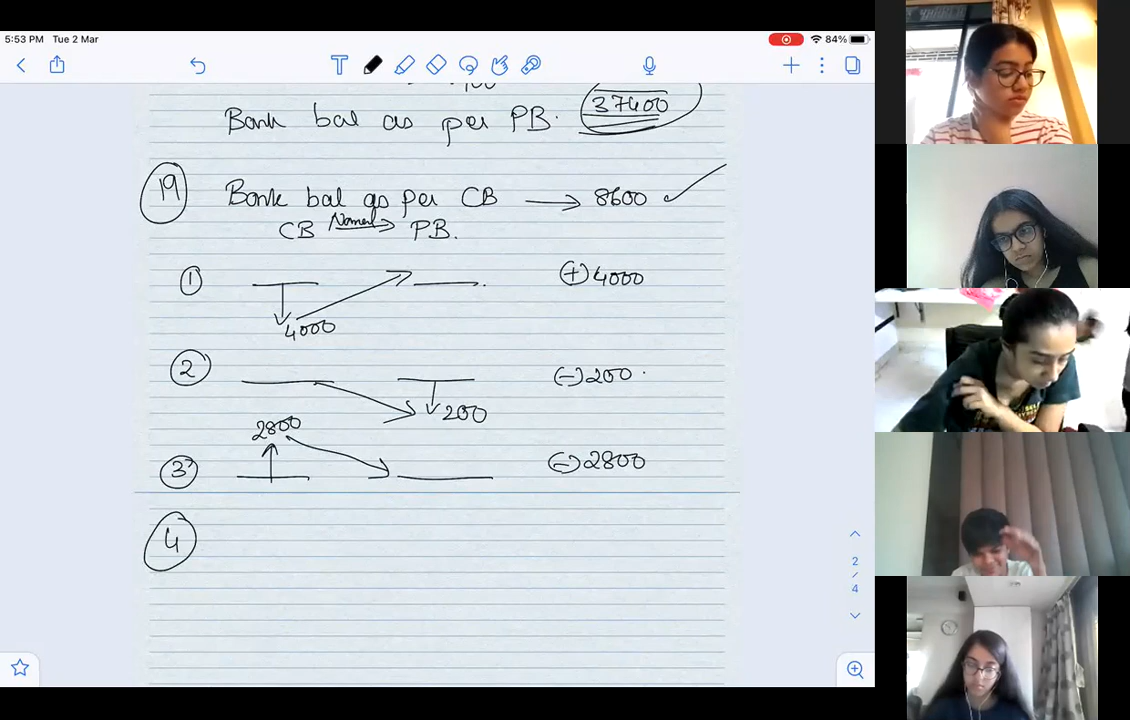 5:53 PM Tue 2 Mar
84%
Bank bal as per PB. 37400
19 Bank bal as per CB → 8600 ✓
CB Normal → PB.
1 4000 (+) 4000
2 200 (-) 200
3 2800 (-) 2800
4
2
/
4